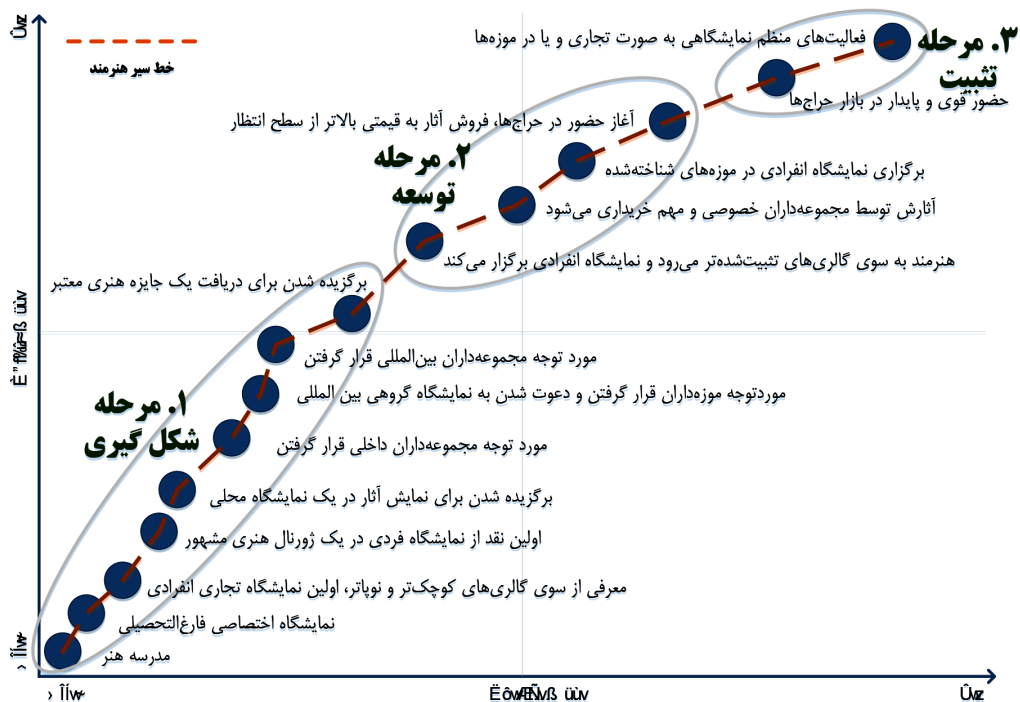 خط سیر هنرمند
۳. مرحله
تثبیت
فعالیت‌های منظم نمایشگاهی به صورت تجاری و یا در موزه‌ها
حضور قوی و پایدار در بازار حراج‌ها
۲. مرحله
توسعه
آغاز حضور در حراج‌ها، فروش آثار به قیمتی بالاتر از سطح انتظار
برگزاری نمایشگاه انفرادی در موزه‌های شناخته‌شده
آثارش توسط مجموعه‌داران خصوصی و مهم خریداری می‌شود
هنرمند به سوی گالری‌های تثبیت‌شده‌تر می‌رود و نمایشگاه انفرادی برگزار می‌کند
۱. مرحله
شکل گیری
برگزیده شدن برای دریافت یک جایزه هنری معتبر
مورد توجه مجموعه‌داران بین‌المللی قرار گرفتن
موردتوجه موزه‌داران قرار گرفتن و دعوت شدن به نمایشگاه گروهی بین المللی
مورد توجه مجموعه‌داران داخلی قرار گرفتن
برگزیده شدن برای نمایش آثار در یک نمایشگاه محلی
اولین نقد از نمایشگاه فردی در یک ژورنال هنری مشهور
معرفی از سوی گالری‌های کوچک‌تر و نوپاتر، اولین نمایشگاه تجاری انفرادی
نمایشگاه اختصاصی فارغ‌التحصیلی
مدرسه هنر